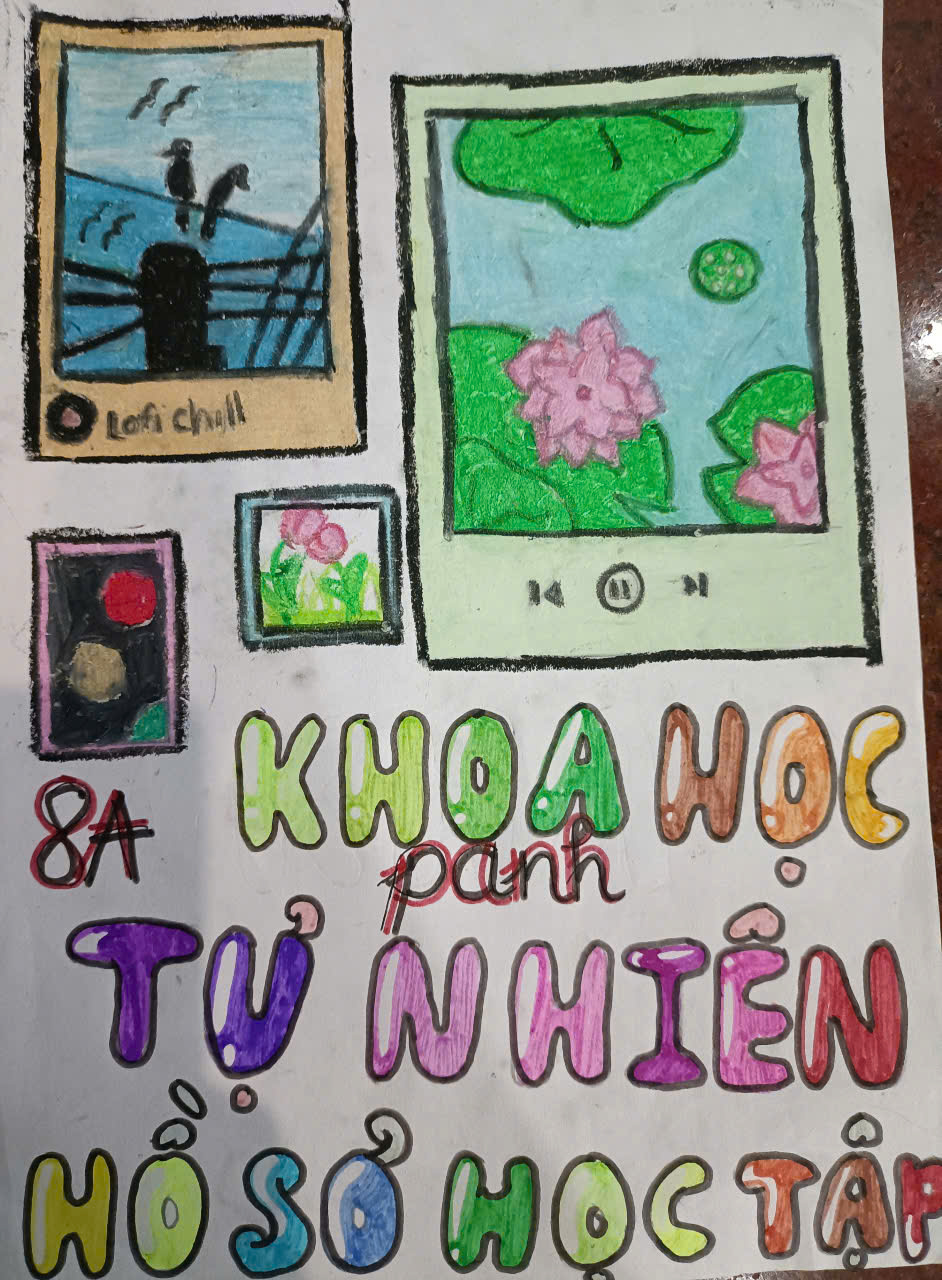 Lofi chill
KHOA HỌC
8A
panh
TỰ NHIÊN
HỒ SƠ HỌC TẬP